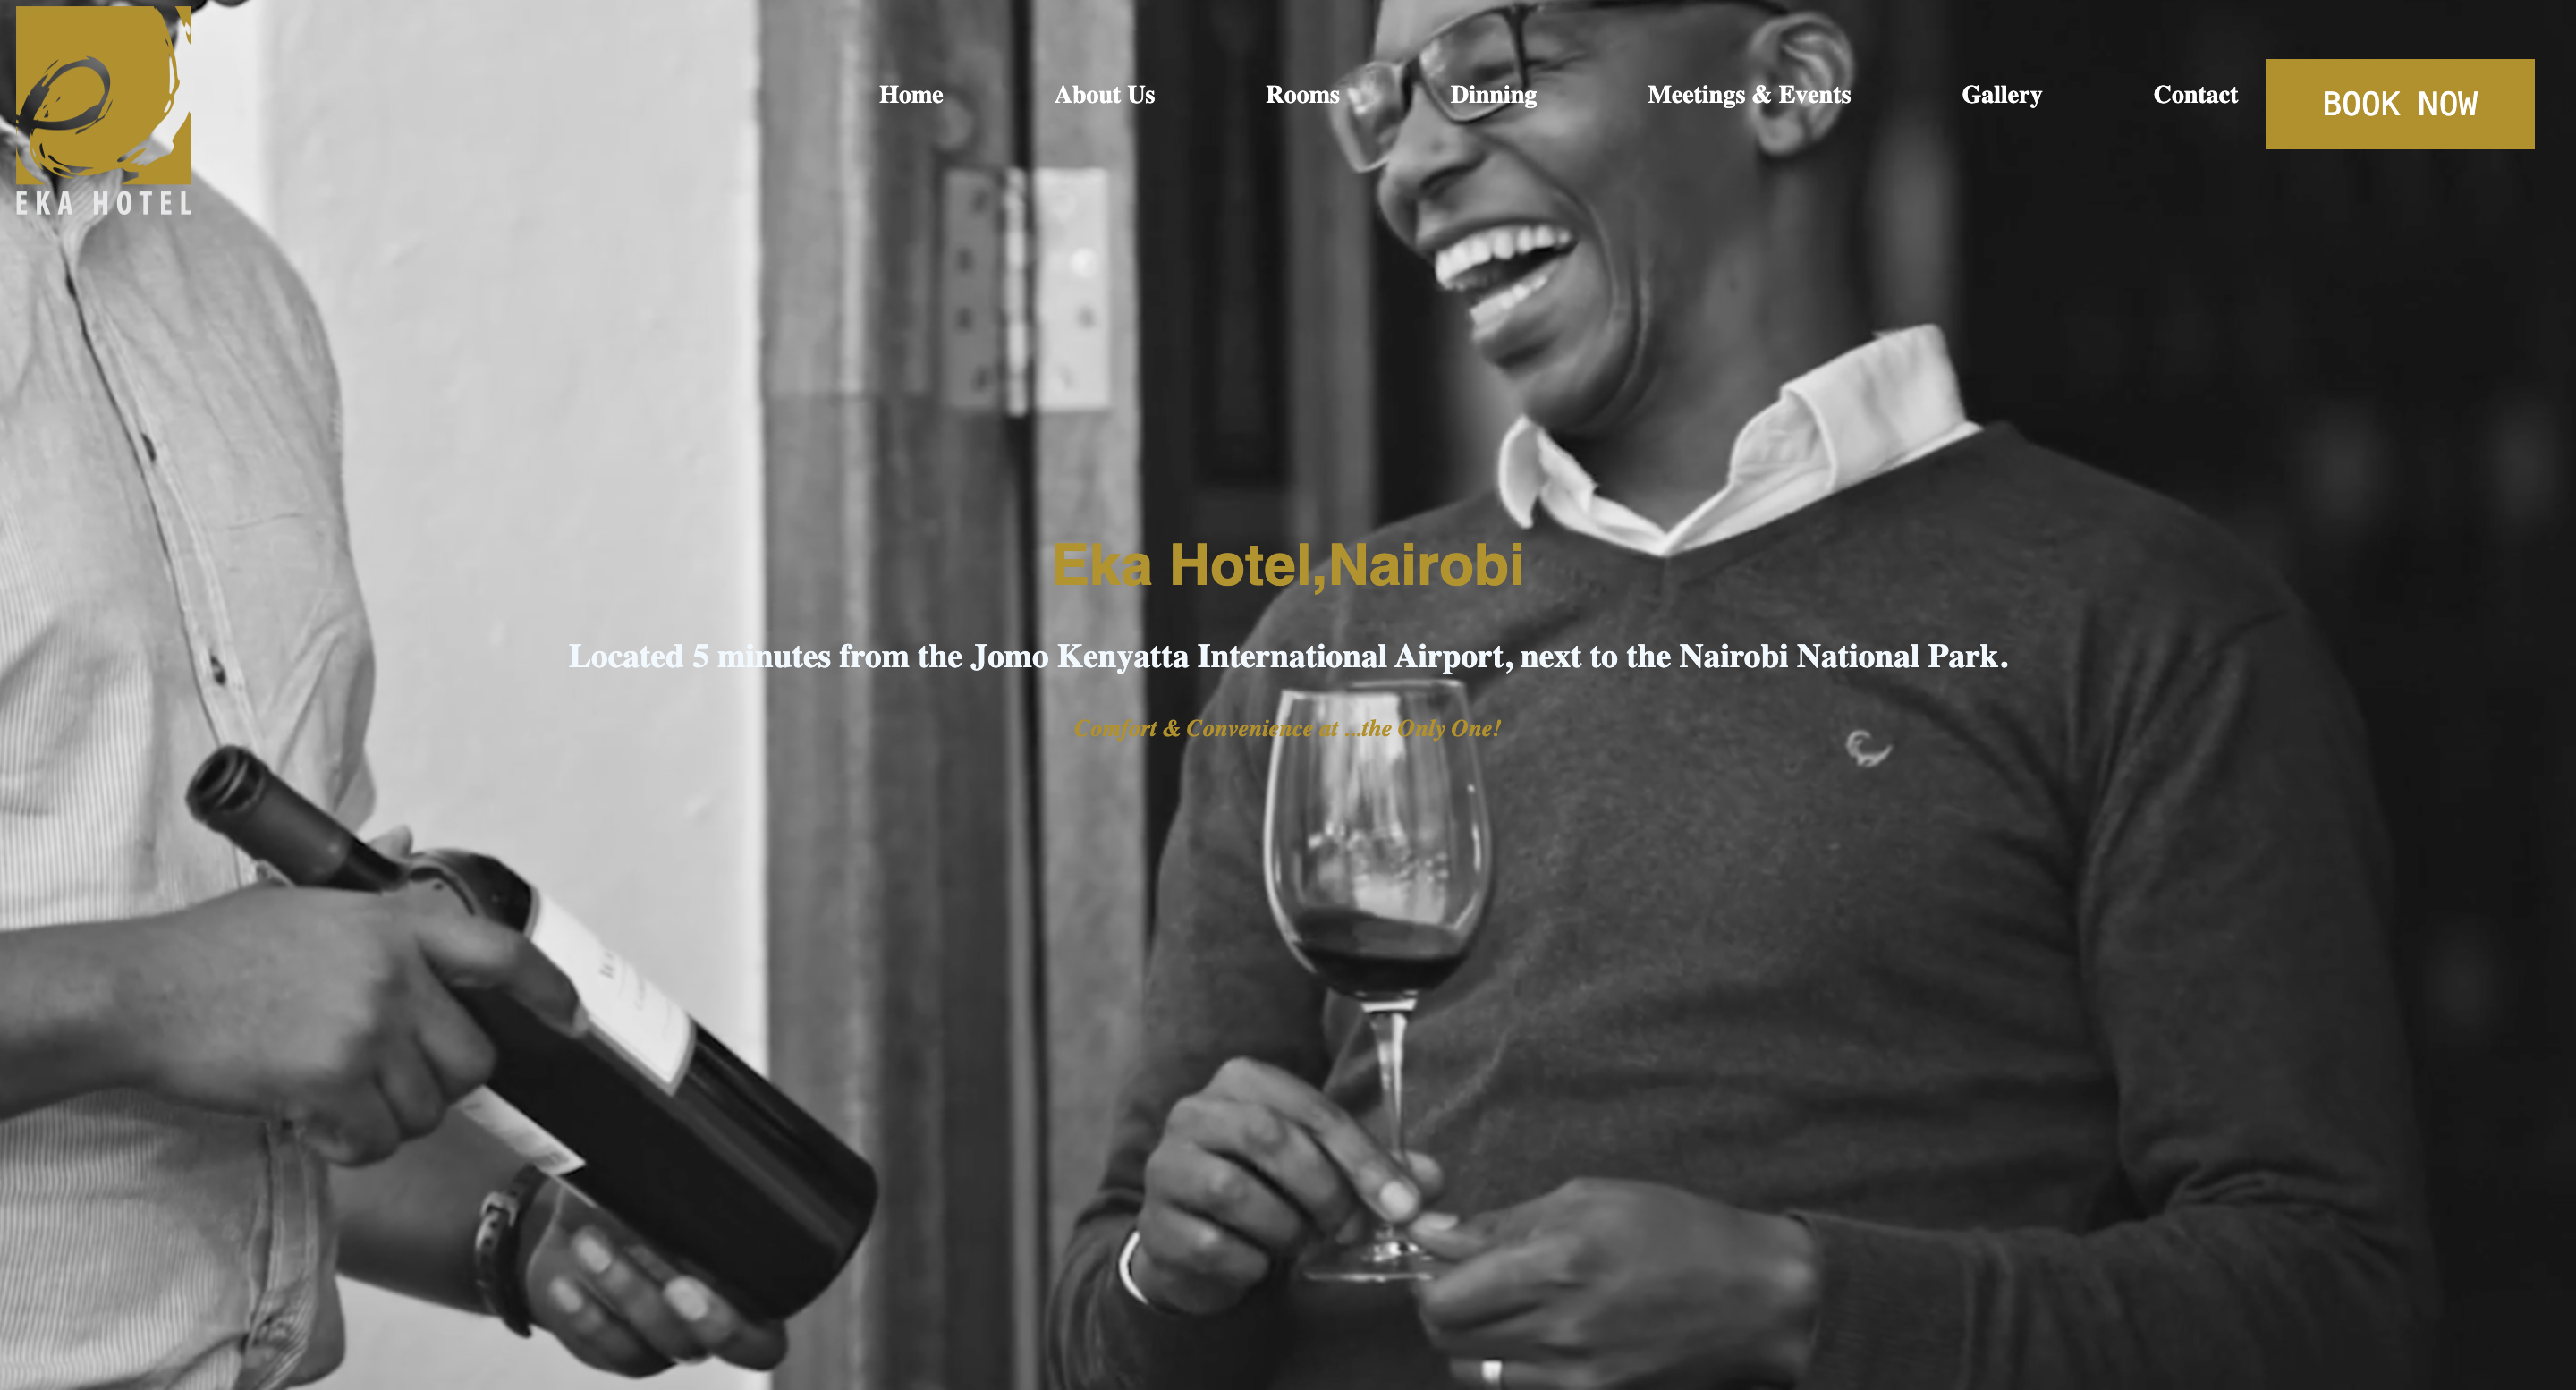 EKA HOTEL
Home About Us Rooms Dinning Meetings & Events Gallery Contact BOOK NOW
Eka Hotel,Nairobi
Located 5 minutes from the Jomo Kenyatta International Airport, next to the Nairobi National Park.
Comfort & Convenience at ...the Only One!